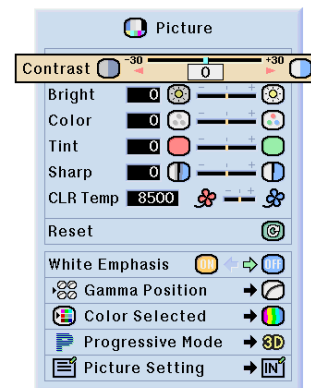 Picture
Contrast -30 0 +30
Bright 0 - +
Color 0 - +
Tint 0 - +
Sharp 0 - +
CLR Temp 8500 - +
Reset
White Emphasis ON OFF
Gamma Position
Color Selected
P Progressive Mode 3D
Picture Setting IN